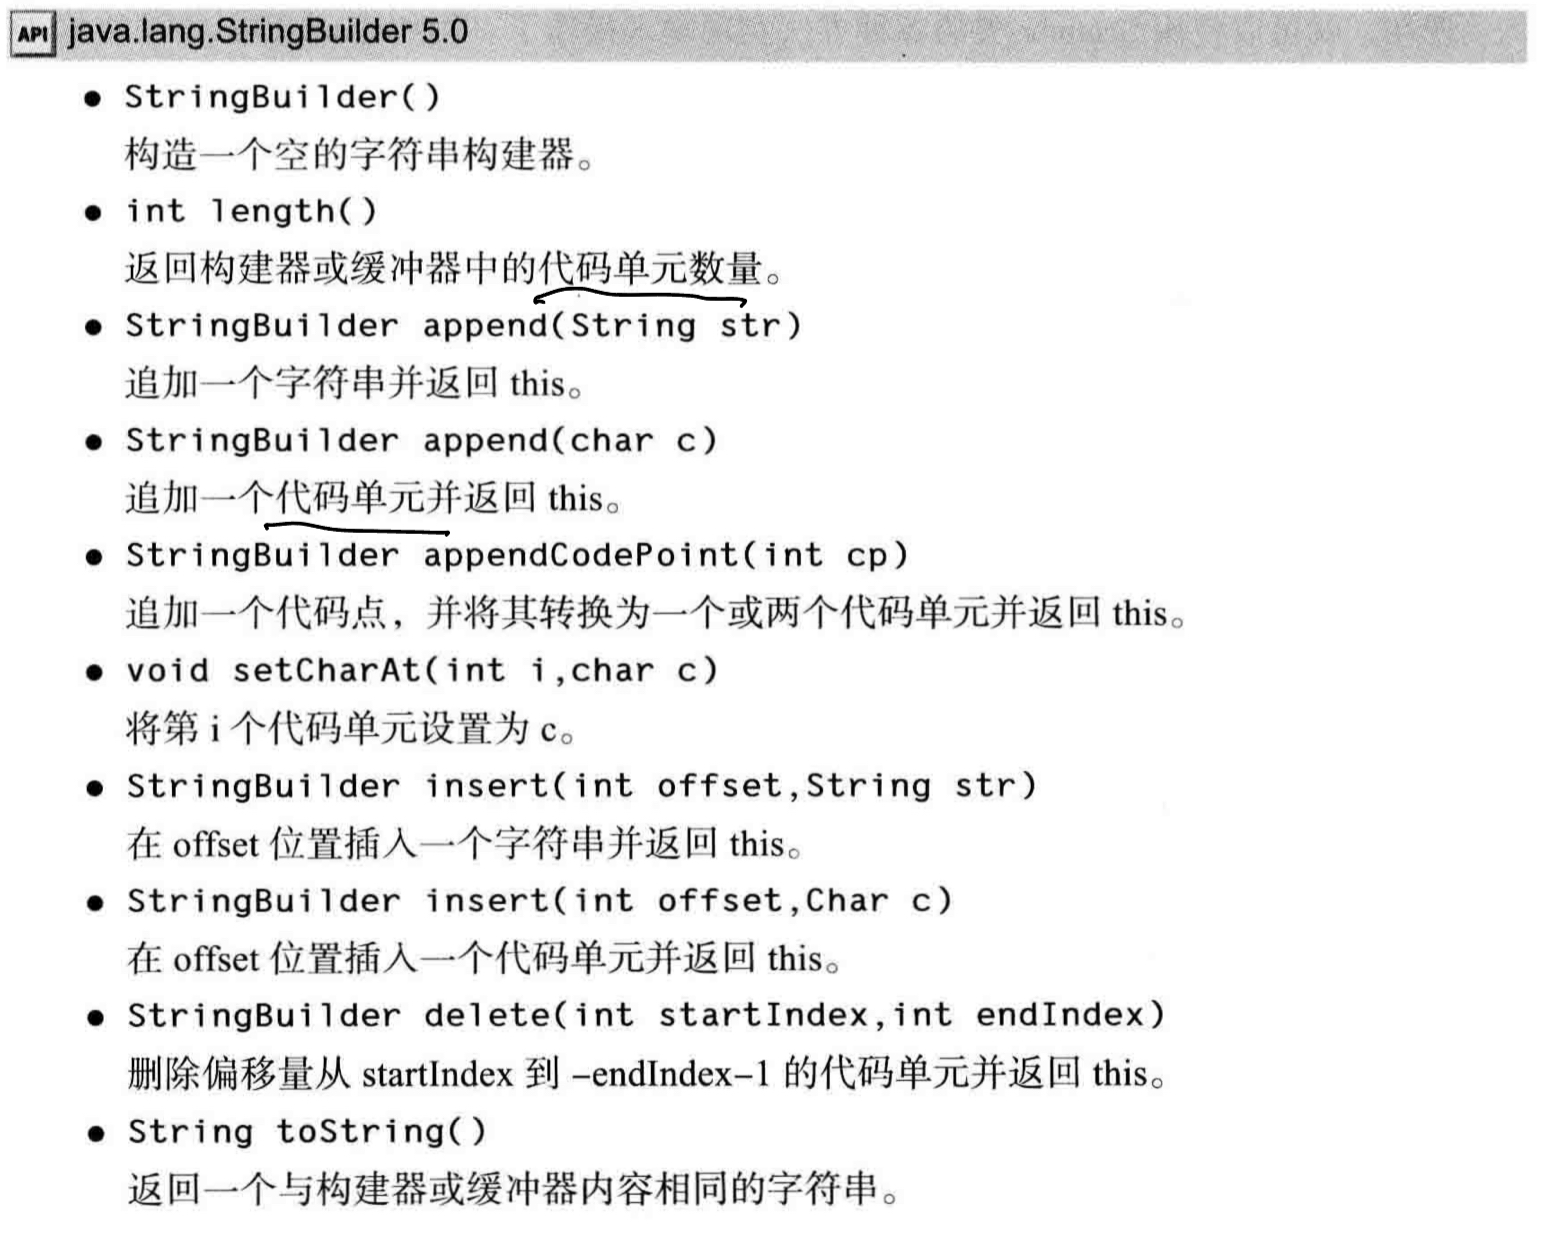 API java.lang.StringBuilder 5.0
● StringBuilder()
构造一个空的字符串构建器。
● int length()
返回构建器或缓冲器中的代码单元数量。
● StringBuilder append(String str)
追加一个字符串并返回 this。
● StringBuilder append(char c)
追加一个代码单元并返回 this。
● StringBuilder appendCodePoint(int cp)
追加一个代码点，并将其转换为一个或两个代码单元并返回 this。
● void setCharAt(int i,char c)
将第 i 个代码单元设置为 c。
● StringBuilder insert(int offset,String str)
在 offset 位置插入一个字符串并返回 this。
● StringBuilder insert(int offset,Char c)
在 offset 位置插入一个代码单元并返回 this。
● StringBuilder delete(int startIndex,int endIndex)
删除偏移量从 startIndex 到 –endIndex–1 的代码单元并返回 this。
● String toString()
返回一个与构建器或缓冲器内容相同的字符串。